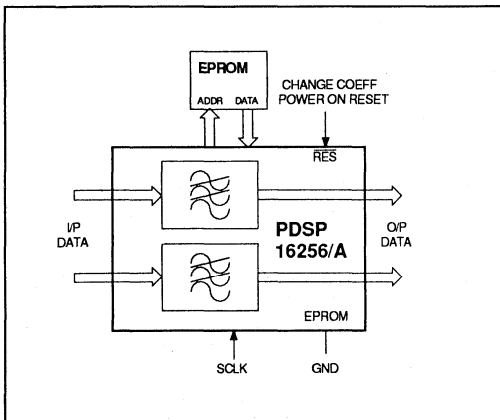 EPROM
ADDR DATA
CHANGE COEFF
POWER ON RESET
RES
I/P
DATA
PDSP
16256/A
O/P
DATA
EPROM
SCLK
GND